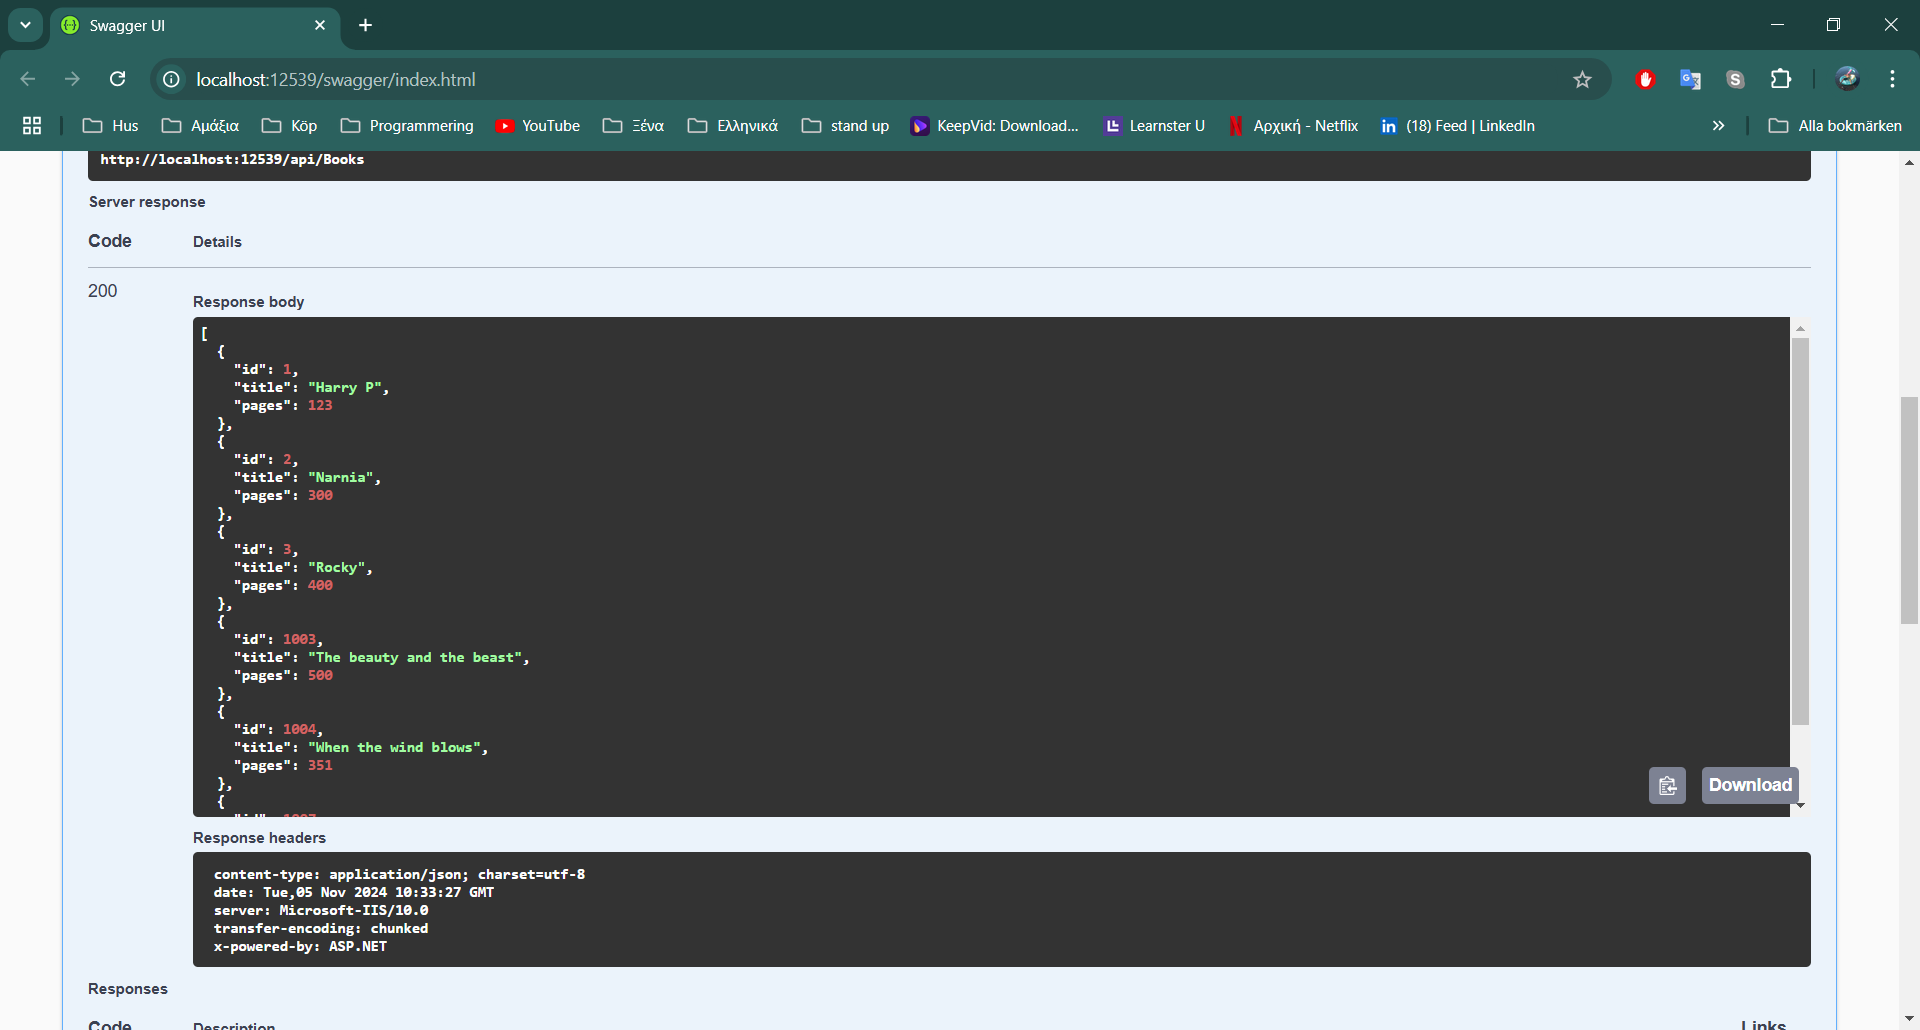 Swagger UI
localhost:12539/swagger/index.html
Hus Αμάξια Köp Programmering YouTube Ξένα Ελληνικά stand up KeepVid: Download... Learnster U Αρχική - Netflix (18) Feed | LinkedIn Alla bokmärken
http://localhost:12539/api/Books
Server response
Code Details
200
Response body
[
{
"id": 1,
"title": "Harry P",
"pages": 123
},
{
"id": 2,
"title": "Narnia",
"pages": 300
},
{
"id": 3,
"title": "Rocky",
"pages": 400
},
{
"id": 1003,
"title": "The beauty and the beast",
"pages": 500
},
{
"id": 1004,
"title": "When the wind blows",
"pages": 351
},
{
Download
Response headers
content-type: application/json; charset=utf-8
date: Tue,05 Nov 2024 10:33:27 GMT
server: Microsoft-IIS/10.0
transfer-encoding: chunked
x-powered-by: ASP.NET
Responses
Code Description Links